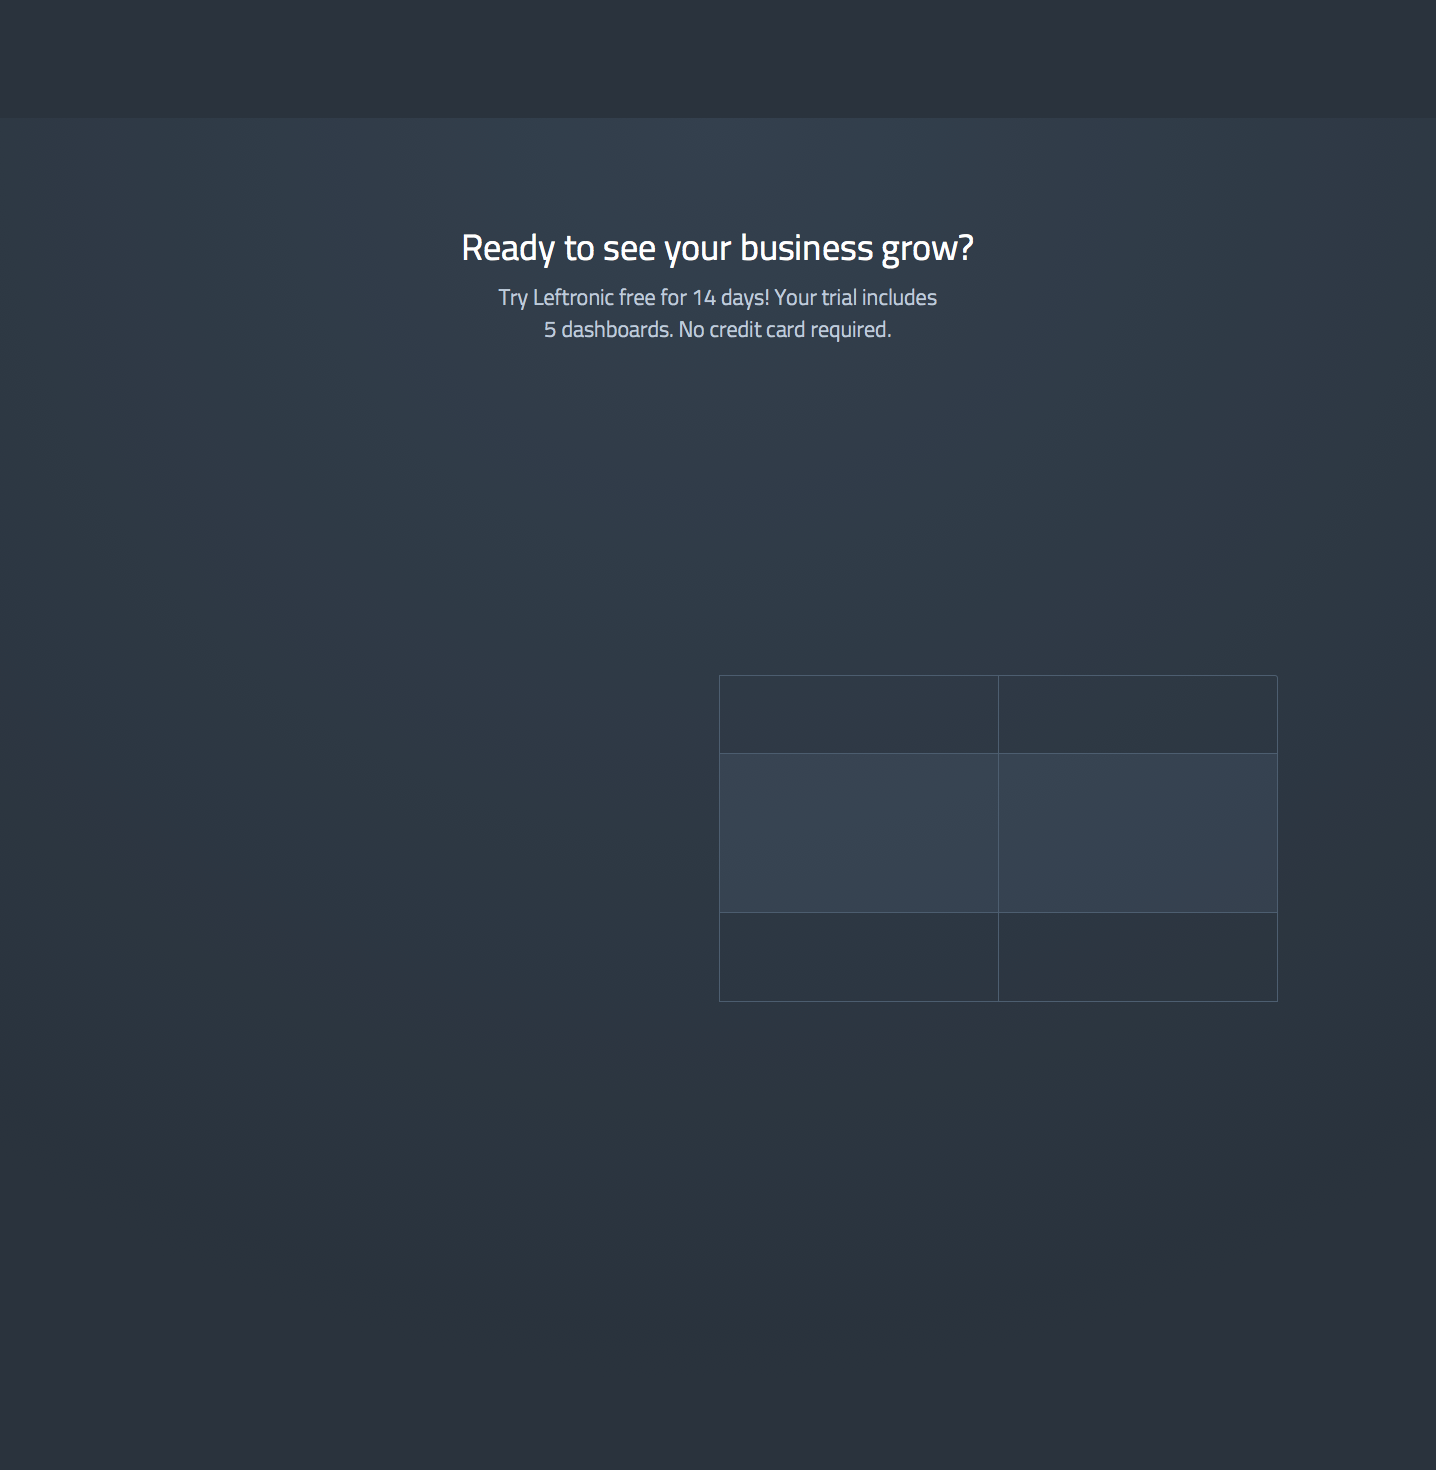 Ready to see your business grow?
Try Leftronic free for 14 days! Your trial includes
5 dashboards. No credit card required.